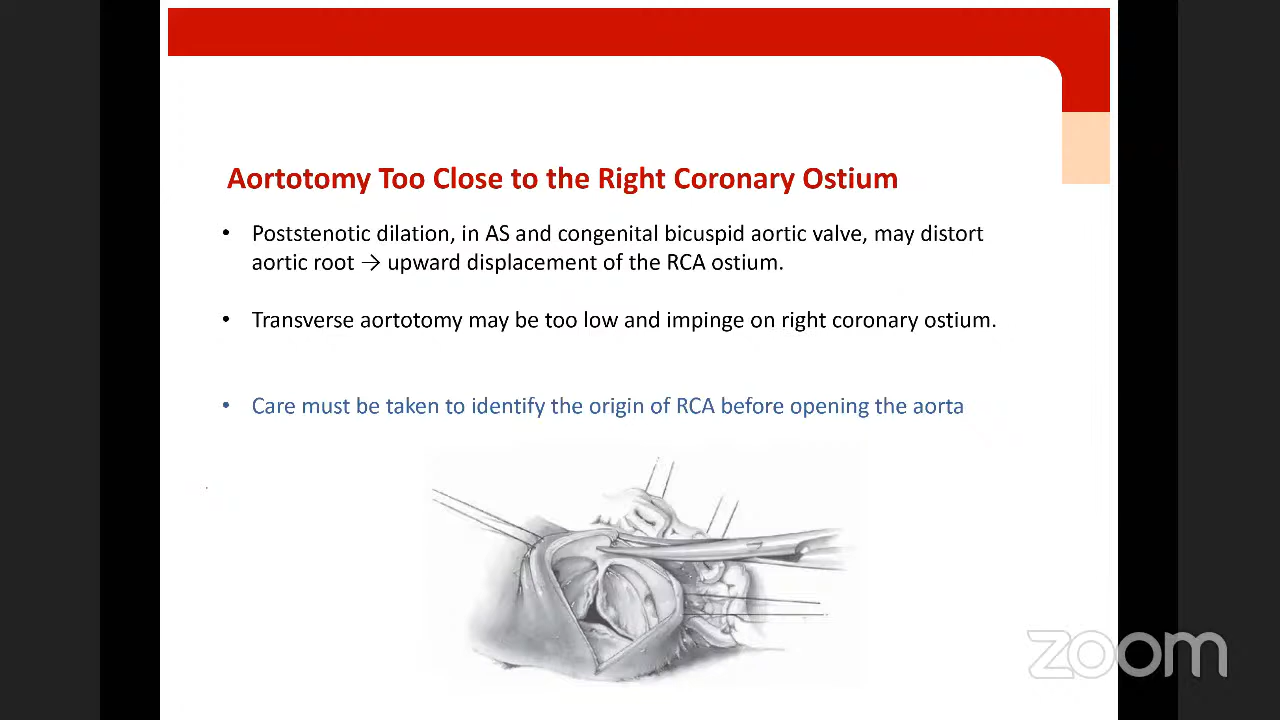 Aortotomy Too Close to the Right Coronary Ostium
• Poststenotic dilation, in AS and congenital bicuspid aortic valve, may distort
aortic root → upward displacement of the RCA ostium.
• Transverse aortotomy may be too low and impinge on right coronary ostium.
• Care must be taken to identify the origin of RCA before opening the aorta
zoom